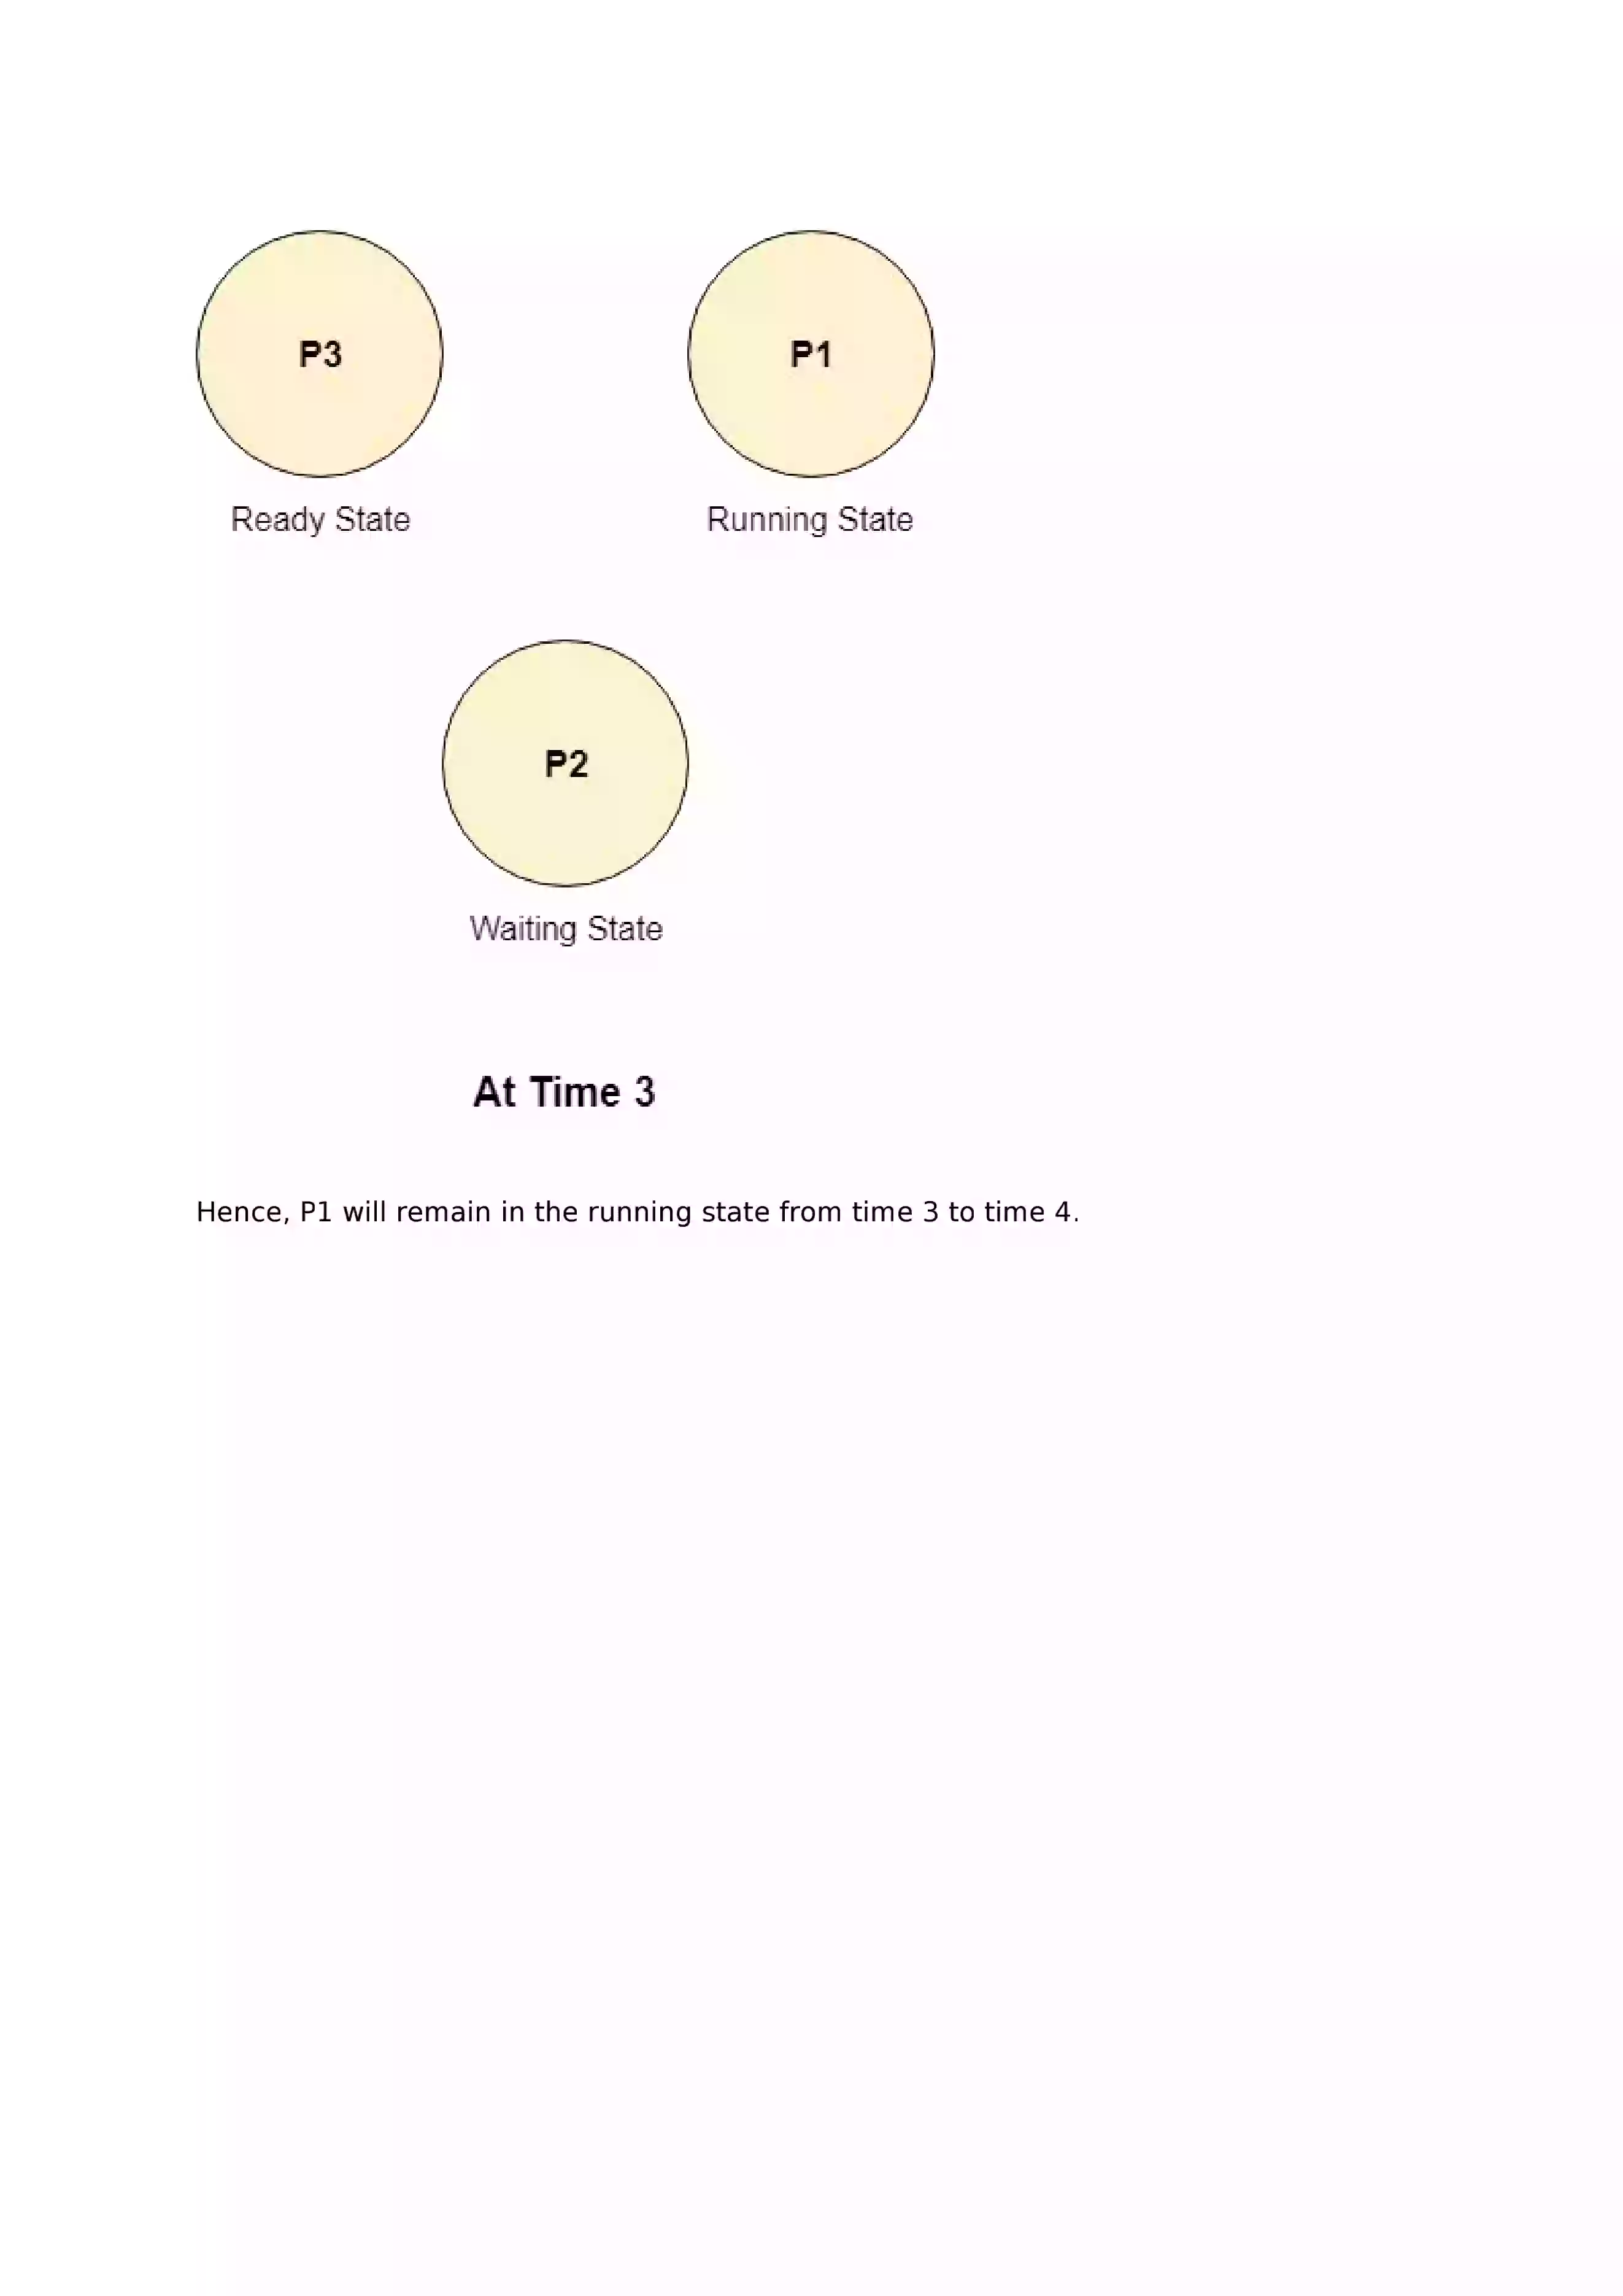 P3
P1
Ready State
Running State
P2
Waiting State
At Time 3
Hence, P1 will remain in the running state from time 3 to time 4.